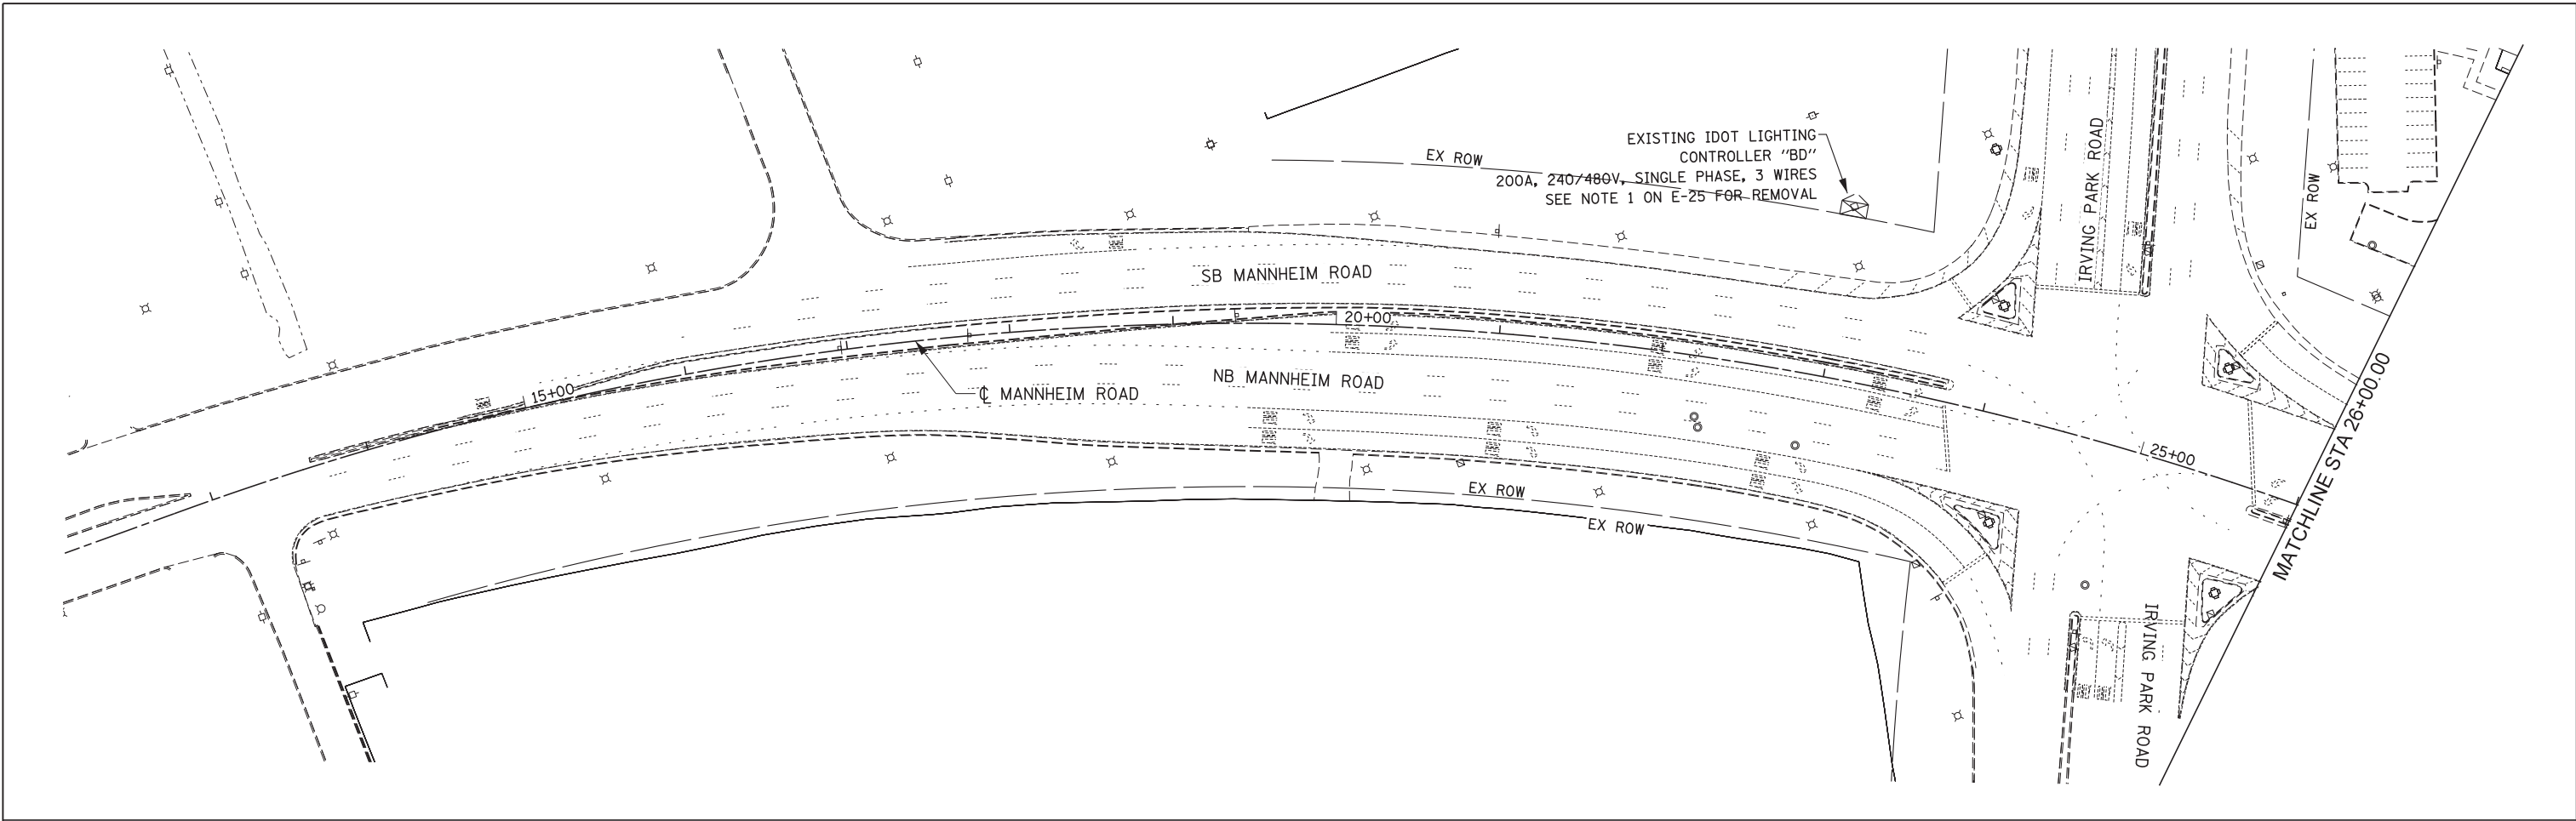 EXISTING IDOT LIGHTING
CONTROLLER "BD"
200A, 240/480V, SINGLE PHASE, 3 WIRES
SEE NOTE 1 ON E-25 FOR REMOVAL
EX ROW
IRVING PARK ROAD
EX ROW
SB MANNHEIM ROAD
20+00
NB MANNHEIM ROAD
15+00
℄ MANNHEIM ROAD
25+00
MATCHLINE STA 26+00.00
EX ROW
EX ROW
IRVING PARK ROAD